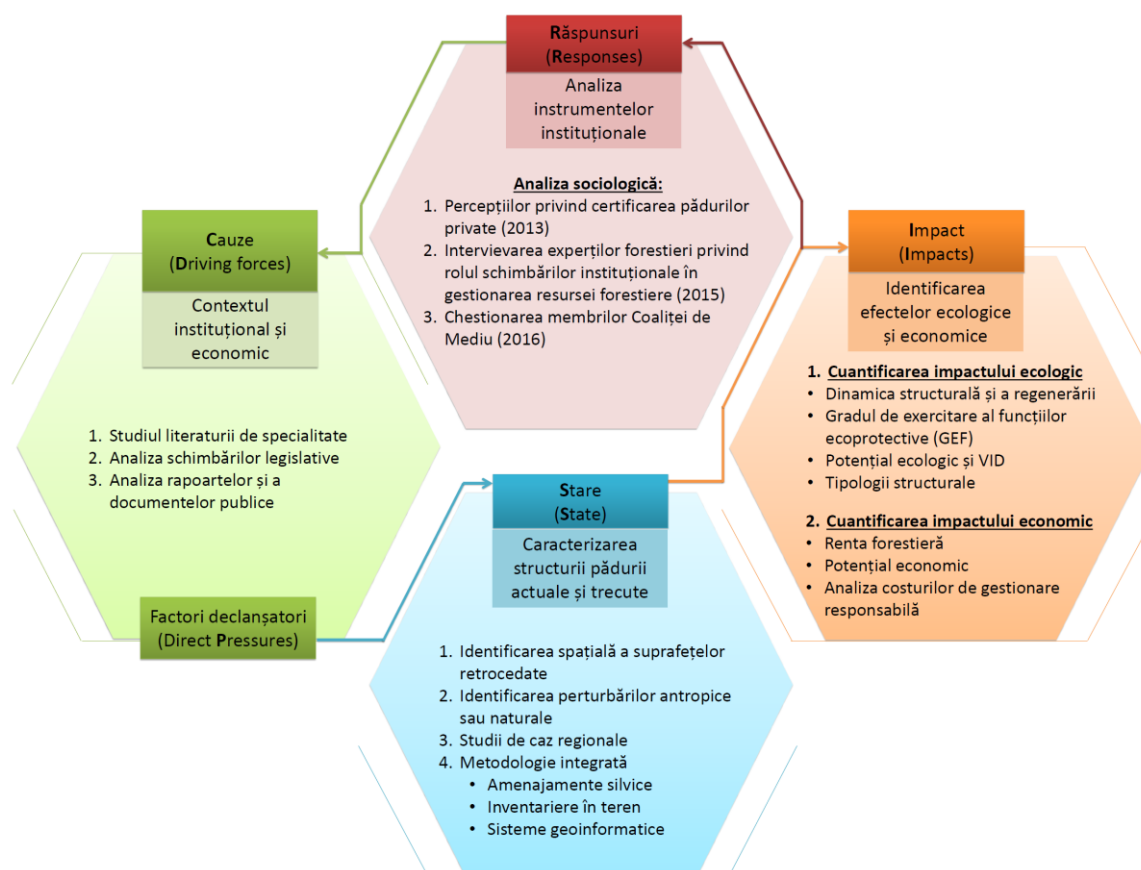 Răspunsuri
(Responses)
Analiza
instrumentelor
instituționale
Analiza sociologică:
1. Percepțiilor privind certificarea pădurilor
private (2013)
2. Intervievarea experților forestieri privind
rolul schimbărilor instituționale în
gestionarea resursei forestiere (2015)
3. Chestionarea membrilor Coaliței de
Mediu (2016)
Cauze
(Driving forces)
Contextul
instituțional și
economic
1. Studiul literaturii de specialitate
2. Analiza schimbărilor legislative
3. Analiza rapoartelor și a
documentelor publice
Factori declanșatori
(Direct Pressures)
Stare
(State)
Caracterizarea
structurii pădurii
actuale și trecute
1. Identificarea spațială a suprafețelor
retrocedate
2. Identificarea perturbărilor antropice
sau naturale
3. Studii de caz regionale
4. Metodologie integrată
• Amenajamente silvice
• Inventariere în teren
• Sisteme geoinformatice
Impact
(Impacts)
Identificarea
efectelor ecologice
și economice
1. Cuantificarea impactului ecologic
• Dinamica structurală și a regenerării
• Gradul de exercitare al funcțiilor
ecoprotective (GEF)
• Potențial ecologic și VID
• Tipologii structurale
2. Cuantificarea impactului economic
• Renta forestieră
• Potențial economic
• Analiza costurilor de gestionare
responsabilă